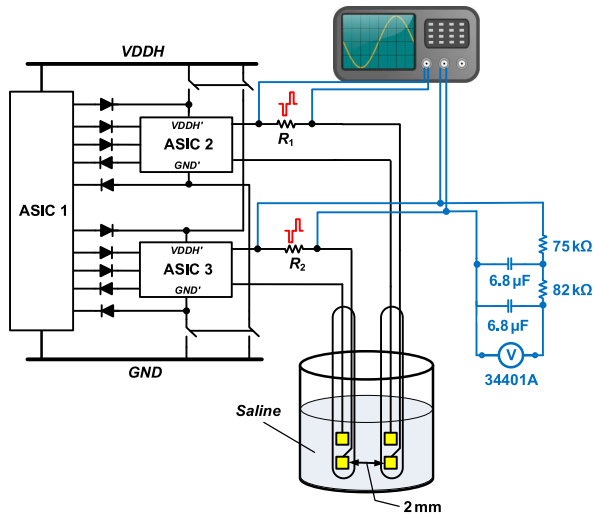 VDDH
VDDH'
ASIC 2
GND'
R1
ASIC 1
VDDH'
ASIC 3
GND'
R2
75 kΩ
6.8 µF
82 kΩ
6.8 µF
V
34401A
GND
Saline
2 mm